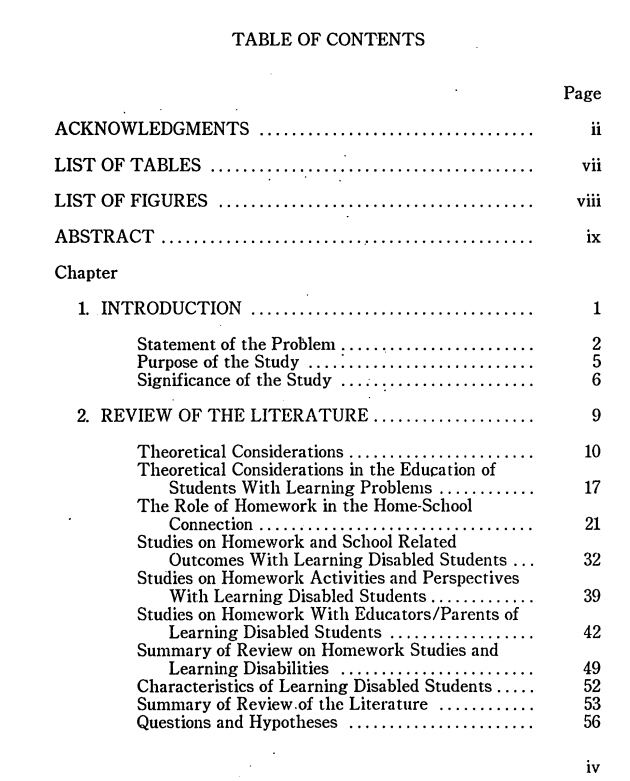 TABLE OF CONTENTS
Page
ACKNOWLEDGMENTS .................................. ii
LIST OF TABLES ........................................ vii
LIST OF FIGURES ....................................... viii
ABSTRACT .............................................. ix
Chapter
1. INTRODUCTION ................................... 1
Statement of the Problem ........................ 2
Purpose of the Study ............................ 5
Significance of the Study ........................ 6
2. REVIEW OF THE LITERATURE .................... 9
Theoretical Considerations ....................... 10
Theoretical Considerations in the Education of
Students With Learning Problems ............ 17
The Role of Homework in the Home-School
Connection .................................. 21
Studies on Homework and School Related
Outcomes With Learning Disabled Students ... 32
Studies on Homework Activities and Perspectives
With Learning Disabled Students ............. 39
Studies on Homework With Educators/Parents of
Learning Disabled Students .................. 42
Summary of Review on Homework Studies and
Learning Disabilities ........................ 49
Characteristics of Learning Disabled Students ..... 52
Summary of Review of the Literature ............ 53
Questions and Hypotheses ....................... 56
iv